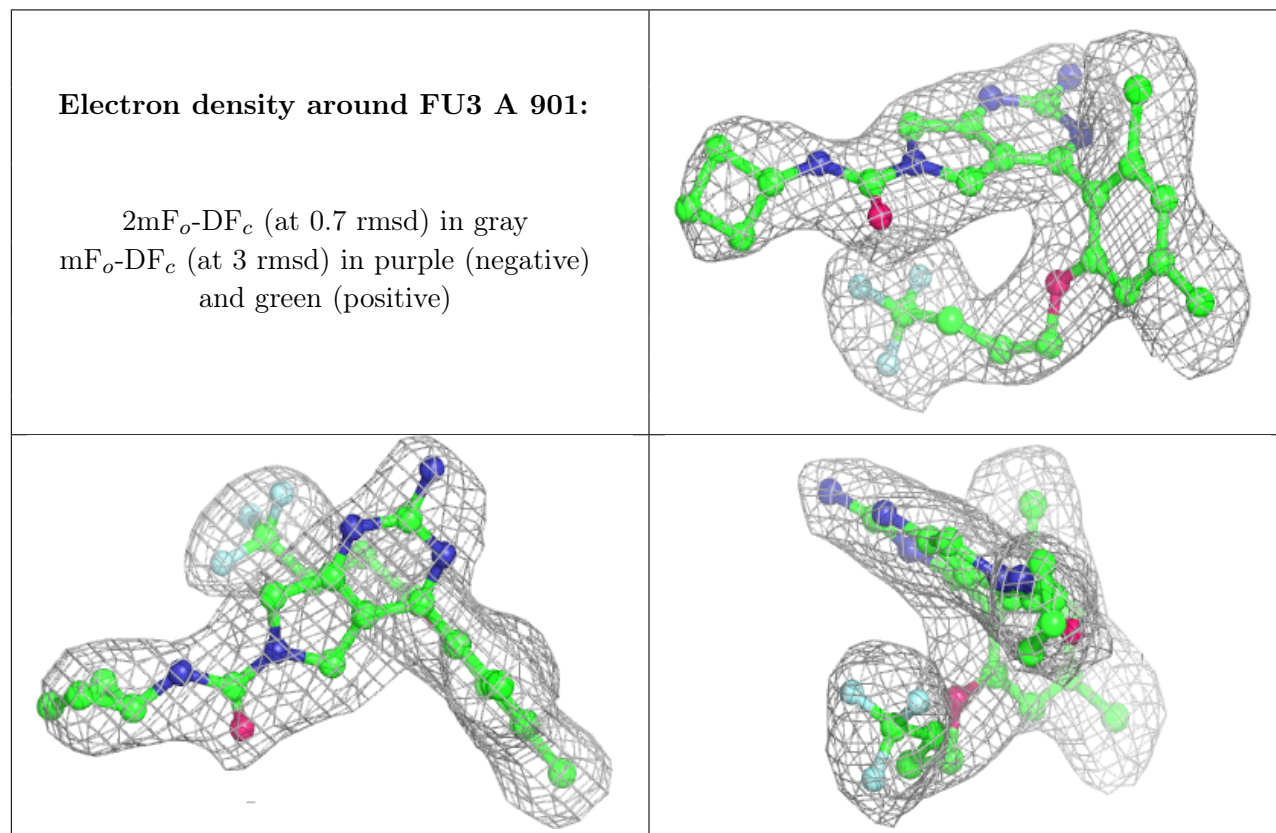 Electron density around FU3 A 901:
2mFo-DFc (at 0.7 rmsd) in gray
mFo-DFc (at 3 rmsd) in purple (negative)
and green (positive)